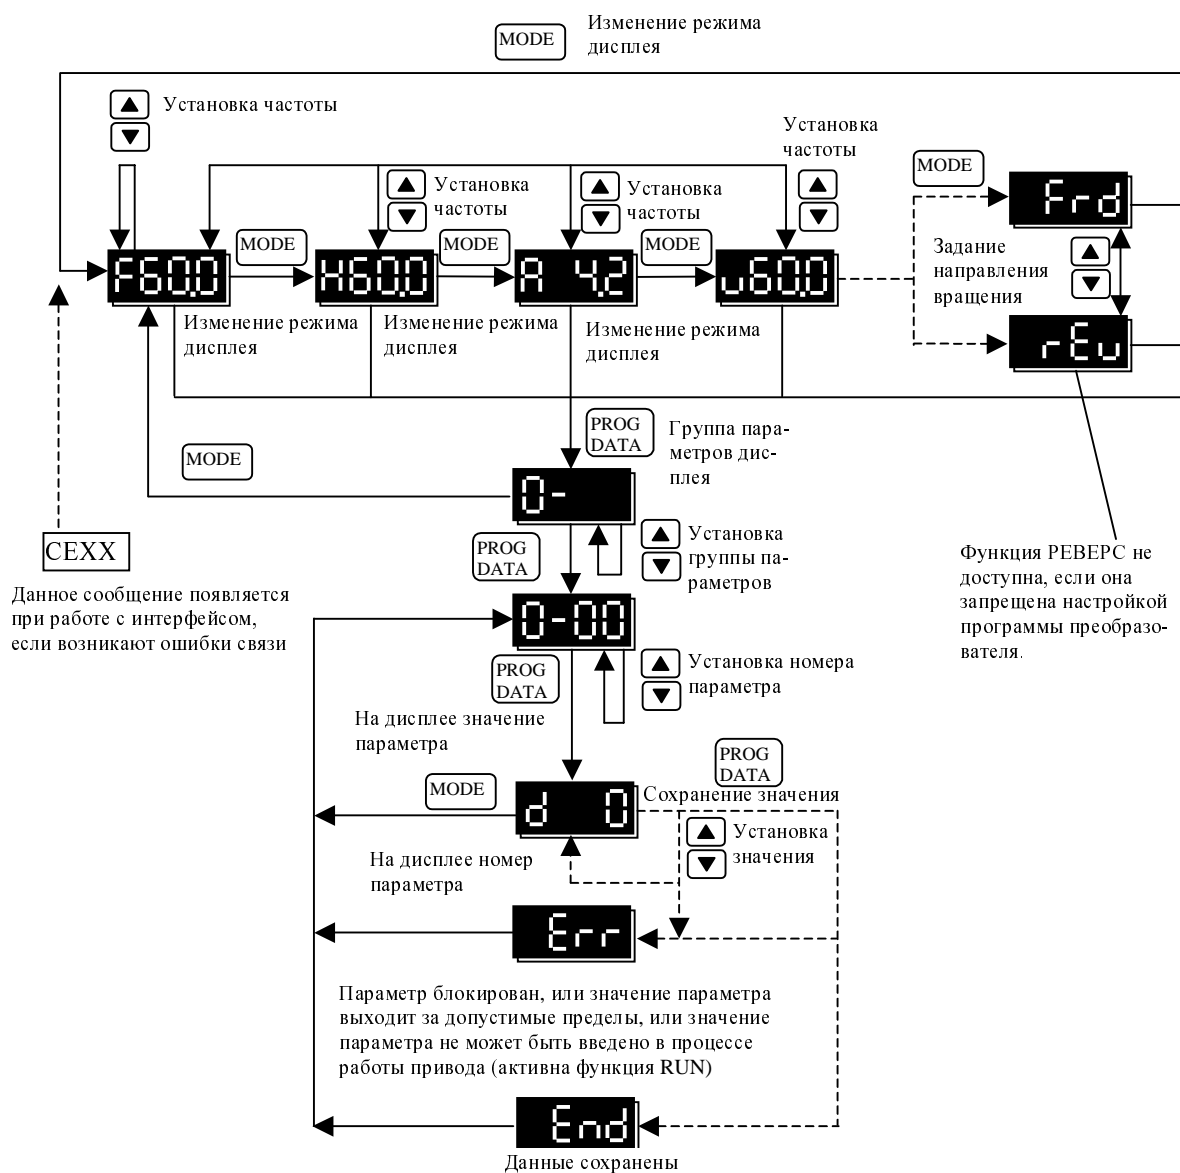 MODE
Изменение режима
дисплея
Установка частоты
Установка
частоты
MODE
Frd
Установка
частоты
Установка
частоты
MODE
MODE
MODE
F60.0
H60.0
A 4.2
u60.0
Задание
направления
вращения
Изменение режима
дисплея
Изменение режима
дисплея
Изменение режима
дисплея
rEu
PROG
DATA
Группа пара-
метров дис-
плея
MODE
0-
CEXX
Данное сообщение появляется
при работе с интерфейсом,
если возникают ошибки связи
PROG
DATA
Установка
группы па-
раметров
Функция РЕВЕРС не
доступна, если она
запрещена настройкой
программы преобразо-
вателя.
0-00
PROG
DATA
Установка номера
параметра
На дисплее значение
параметра
PROG
DATA
MODE
d 0
Сохранение значения
Установка
значения
На дисплее номер
параметра
Err
Параметр блокирован, или значение параметра
выходит за допустимые пределы, или значение
параметра не может быть введено в процессе
работы привода (активна функция RUN)
End
Данные сохранены